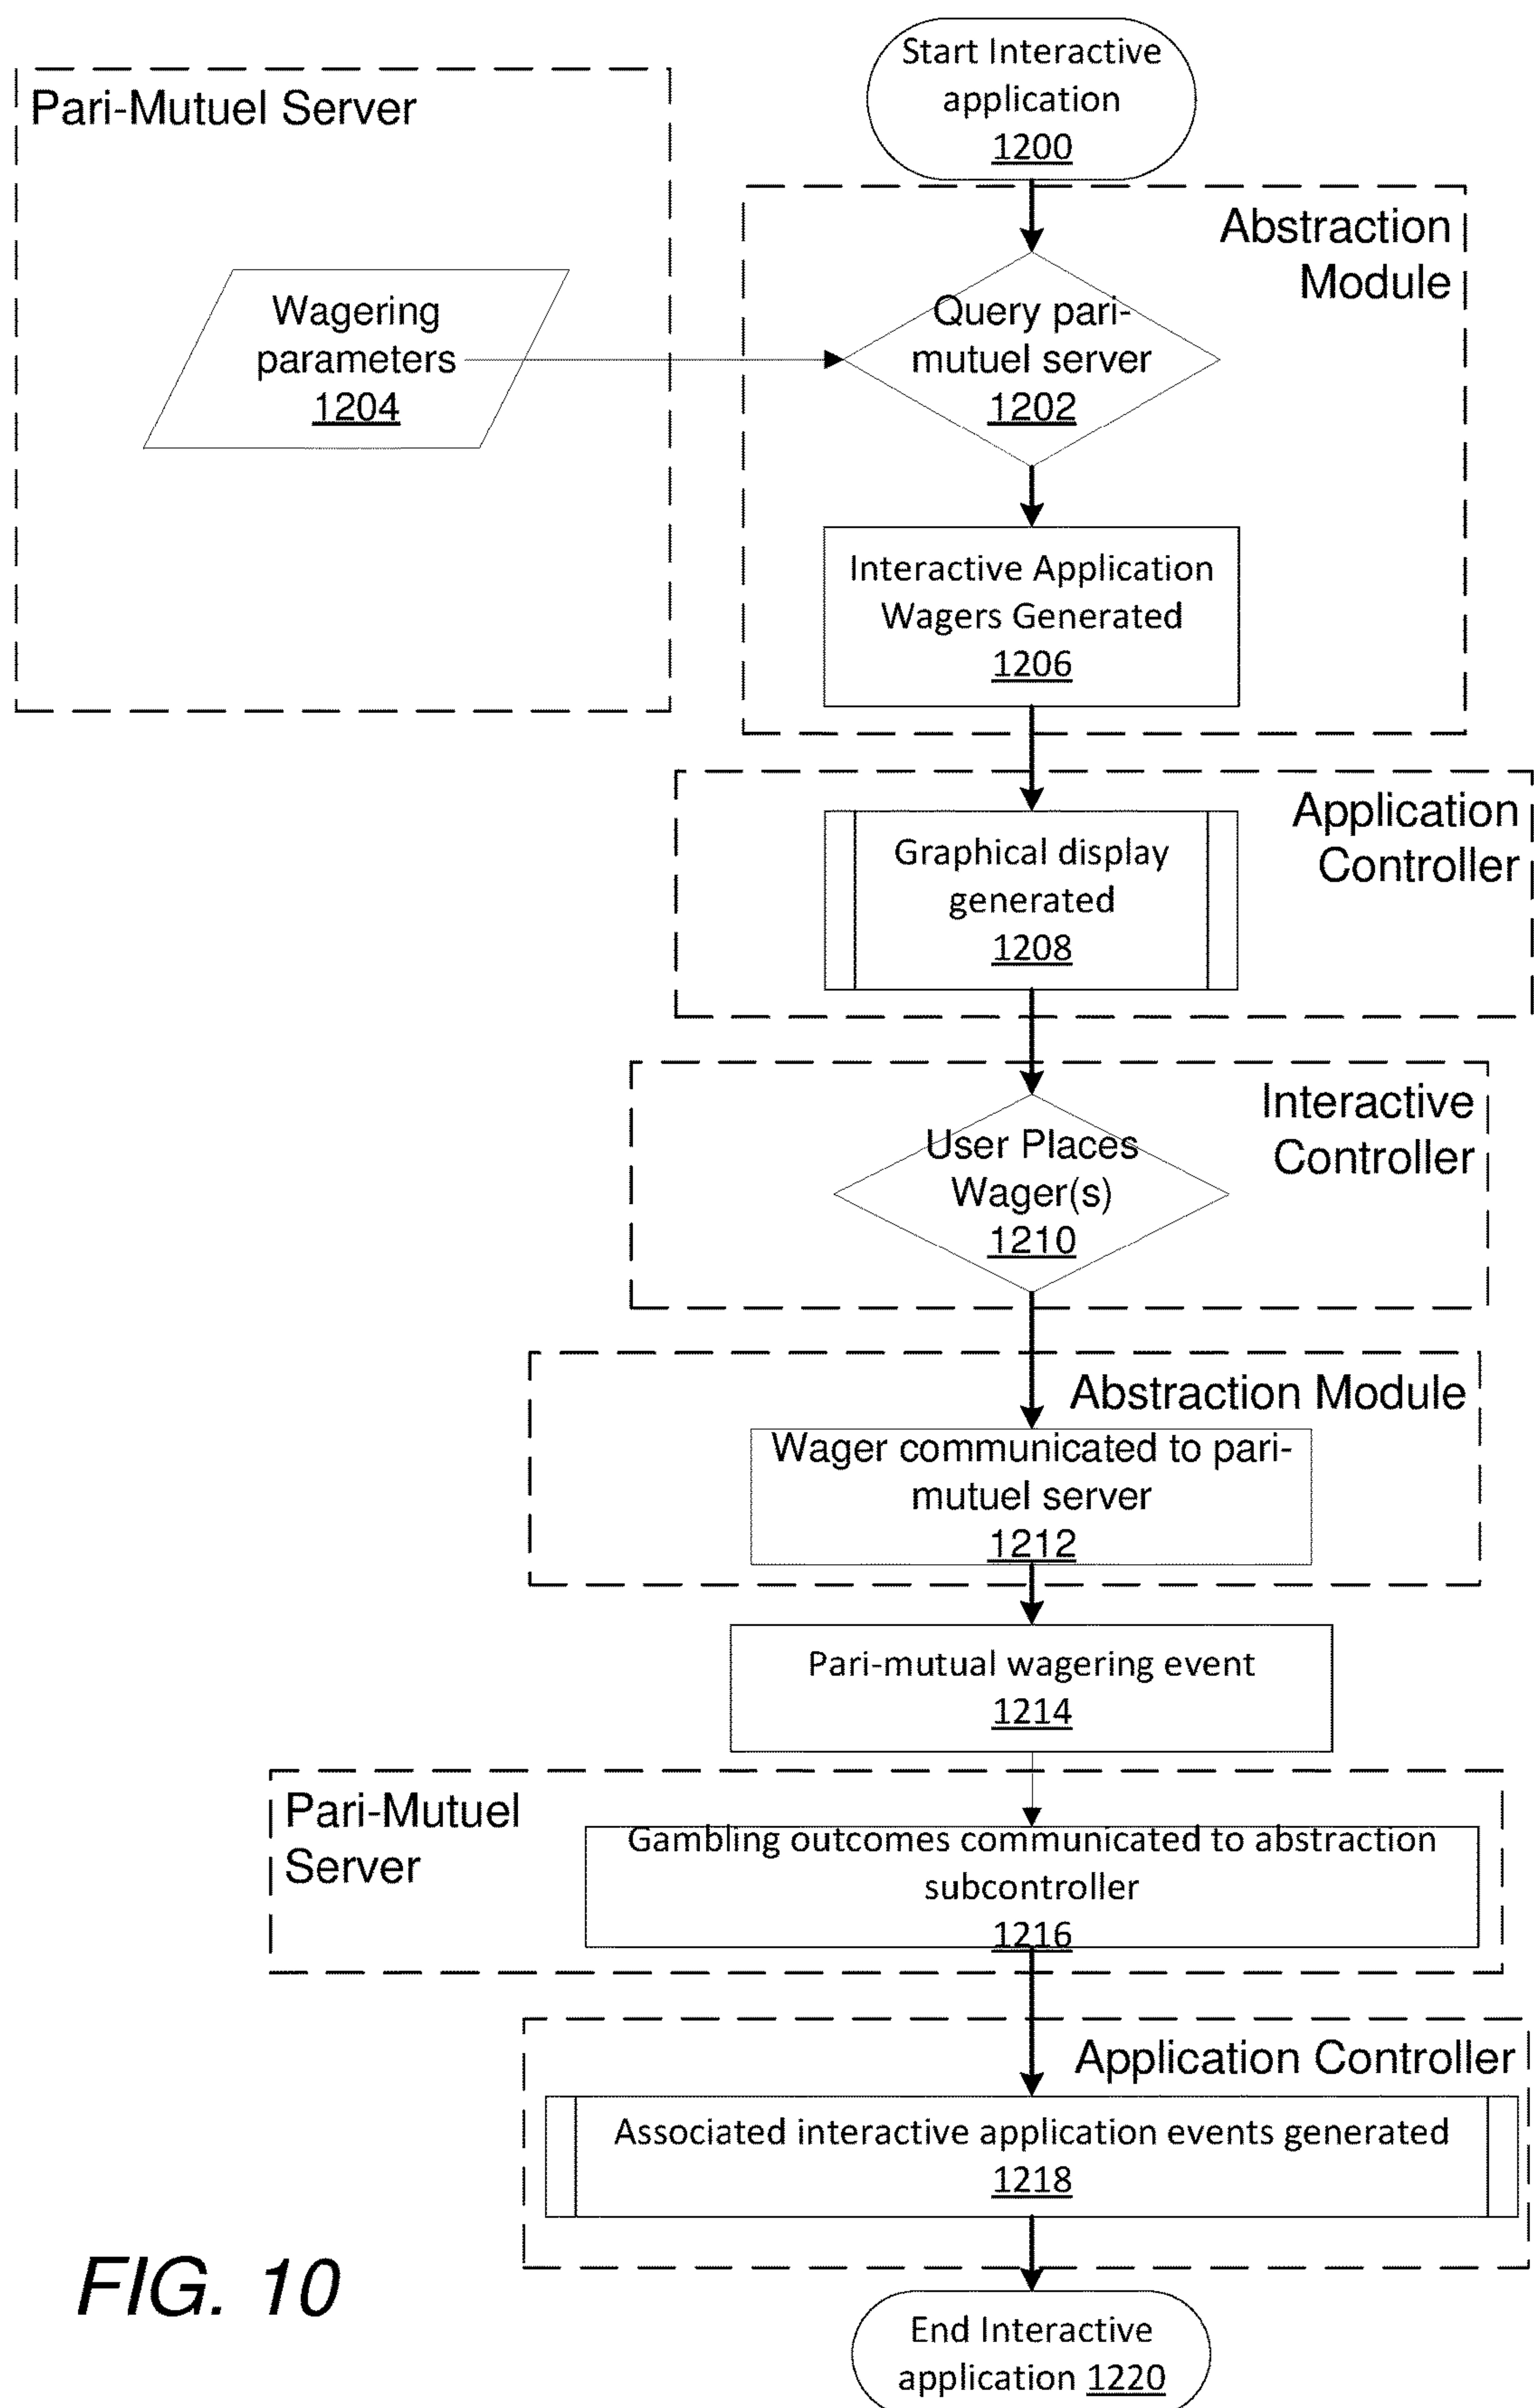 Start Interactive
application
1200
Pari-Mutuel Server
Abstraction
Module
Wagering
parameters
1204
Query pari-
mutuel server
1202
Interactive Application
Wagers Generated
1206
Application
Controller
Graphical display
generated
1208
Interactive
Controller
User Places
Wager(s)
1210
Abstraction Module
Wager communicated to pari-
mutuel server
1212
Pari-mutual wagering event
1214
Pari-Mutuel
Server
Gambling outcomes communicated to abstraction
subcontroller
1216
Application Controller
Associated interactive application events generated
1218
FIG. 10
End Interactive
application 1220